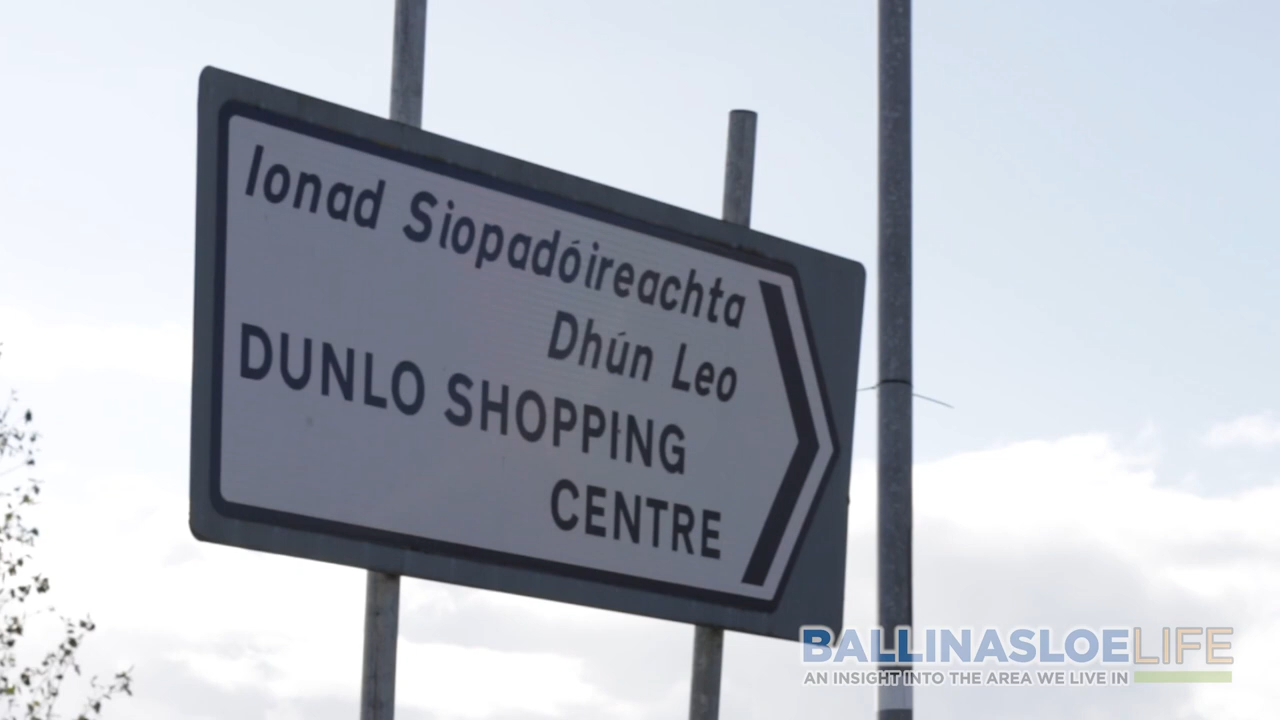 Ionad Siopadóireachta
Dhún Leo
DUNLO SHOPPING
CENTRE
BALLINASLOELIFE
AN INSIGHT INTO THE AREA WE LIVE IN